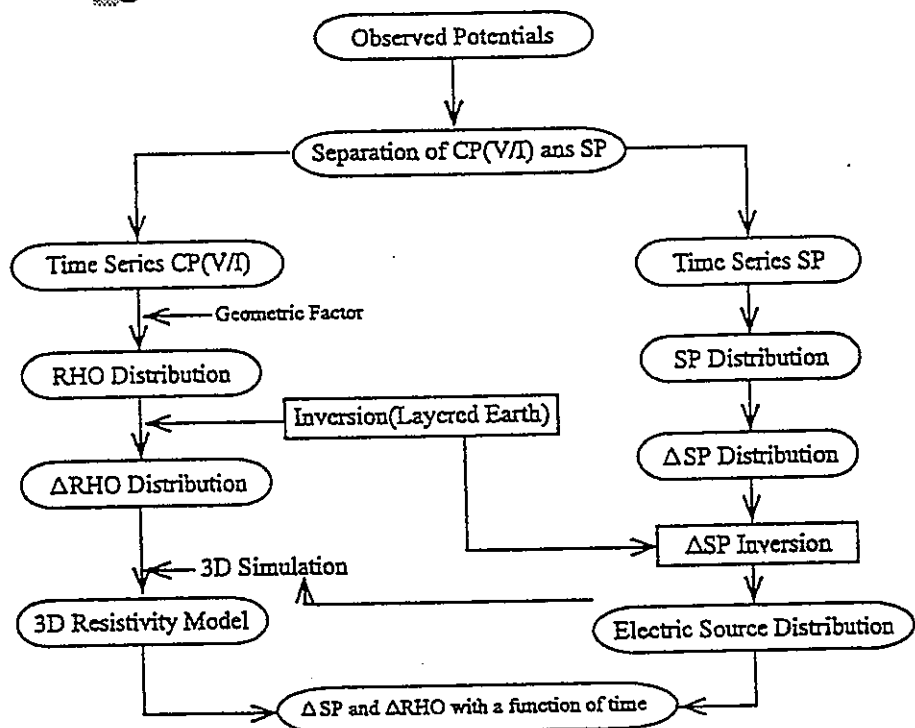 Observed Potentials
Separation of CP(V/I) ans SP
Time Series CP(V/I)
Time Series SP
Geometric Factor
RHO Distribution
SP Distribution
Inversion(Layered Earth)
ΔRHO Distribution
ΔSP Distribution
ΔSP Inversion
3D Simulation
3D Resistivity Model
Electric Source Distribution
ΔSP and ΔRHO with a function of time